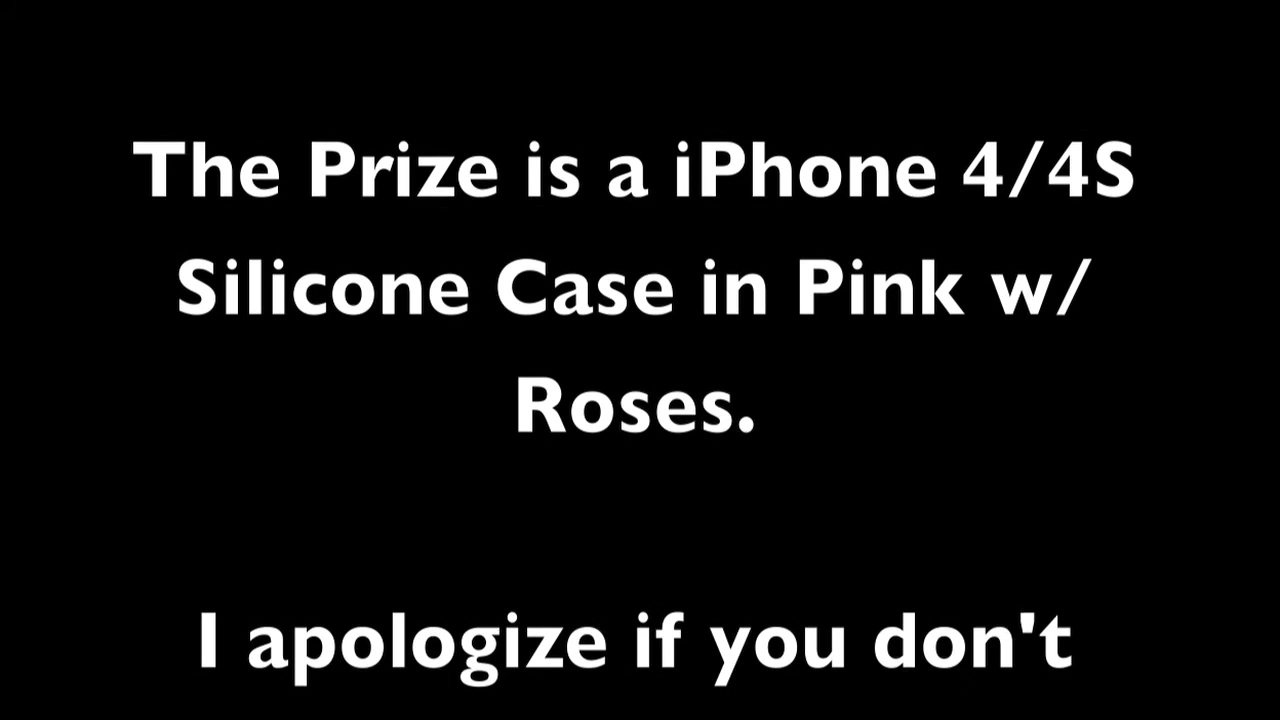 The Prize is a iPhone 4/4S
Silicone Case in Pink w/
Roses.
I apologize if you don't